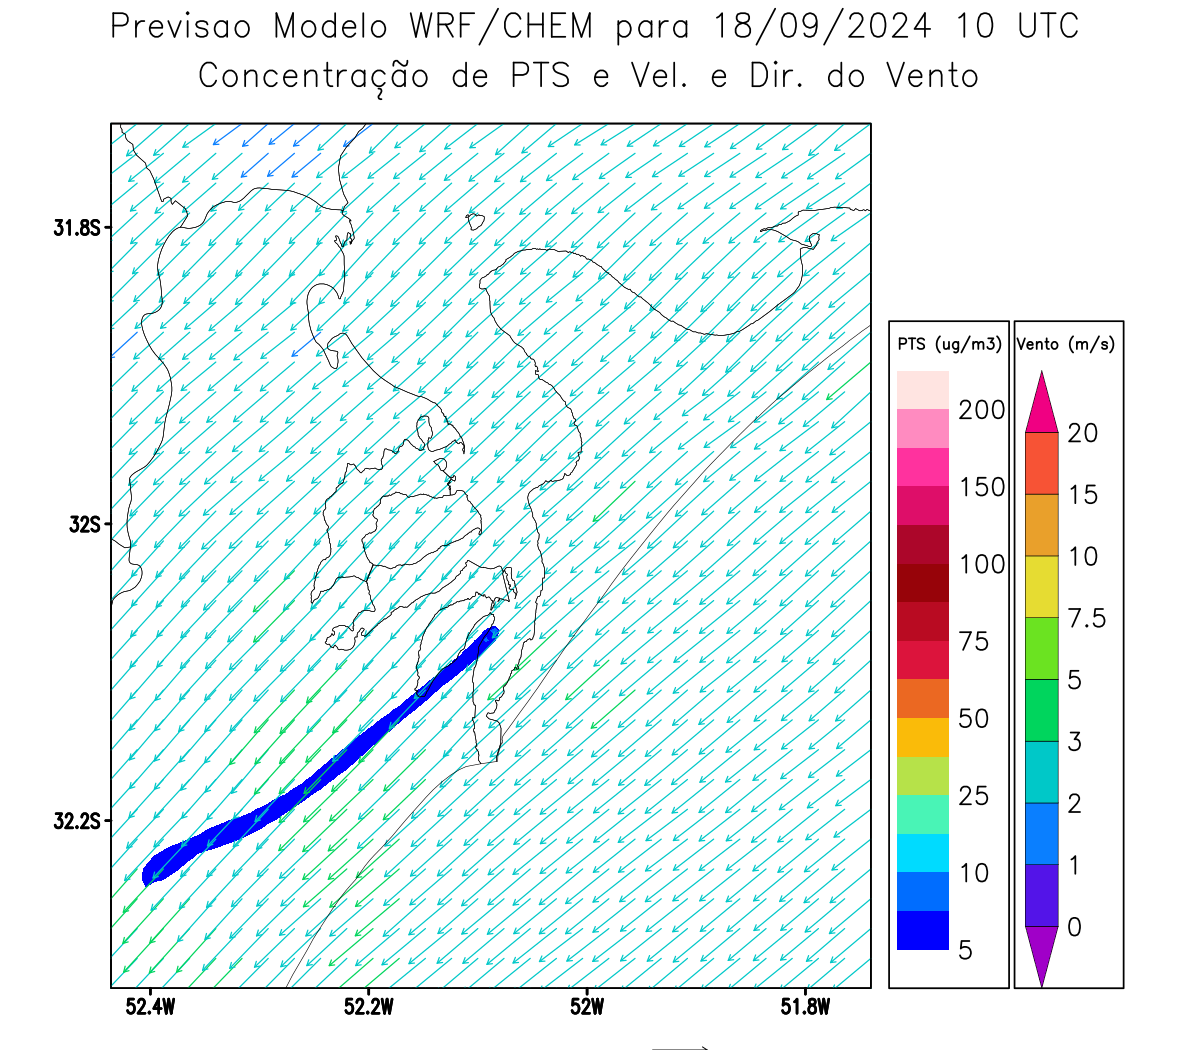 Previsao Modelo WRF/CHEM para 18/09/2024 10 UTC
Concentração de PTS e Vel. e Dir. do Vento
31.8S
32S
32.2S
52.4W
52.2W
52W
51.8W
PTS (ug/m3)
200
150
100
75
50
25
10
5
Vento (m/s)
20
15
10
7.5
5
3
2
1
0